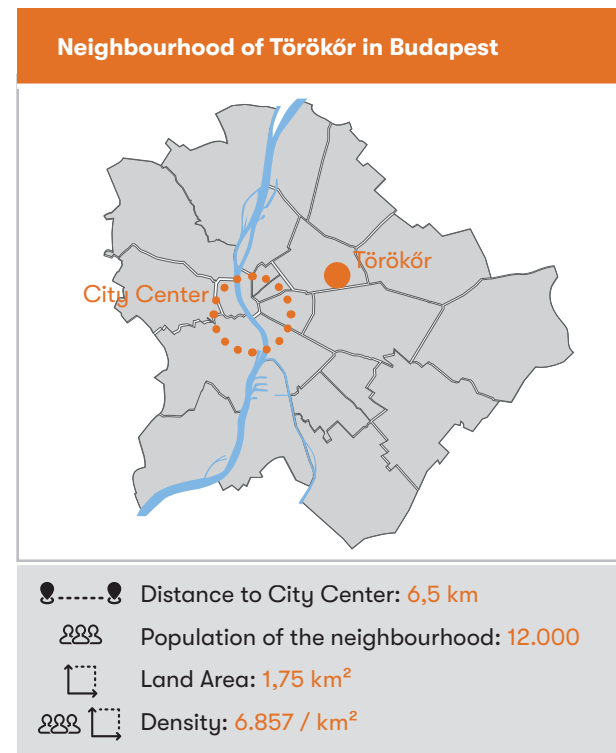 Neighbourhood of Törökőr in Budapest
Törökőr
City Center
Distance to City Center: 6,5 km
Population of the neighbourhood: 12.000
Land Area: 1,75 km²
Density: 6.857 / km²